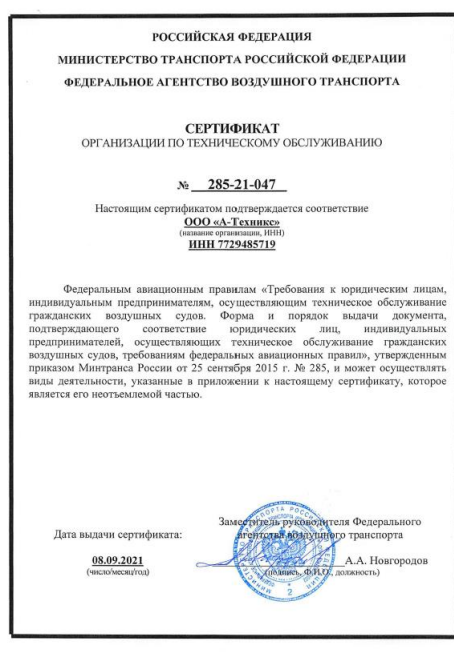 РОССИЙСКАЯ ФЕДЕРАЦИЯ
МИНИСТЕРСТВО ТРАНСПОРТА РОССИЙСКОЙ ФЕДЕРАЦИИ
ФЕДЕРАЛЬНОЕ АГЕНТСТВО ВОЗДУШНОГО ТРАНСПОРТА
СЕРТИФИКАТ
ОРГАНИЗАЦИИ ПО ТЕХНИЧЕСКОМУ ОБСЛУЖИВАНИЮ
№ 285-21-047
Настоящим сертификатом подтверждается соответствие
ООО «А-Техникс»
(название организации, ИНН)
ИНН 7729485719
Федеральным авиационным правилам «Требования к юридическим лицам,
индивидуальным предпринимателям, осуществляющим техническое обслуживание
гражданских воздушных судов. Форма и порядок выдачи документа,
подтверждающего соответствие юридических лиц, индивидуальных
предпринимателей, осуществляющих техническое обслуживание гражданских
воздушных судов, требованиям федеральных авиационных правил», утвержденным
приказом Минтранса России от 25 сентября 2015 г. № 285, и может осуществлять
виды деятельности, указанные в приложении к настоящему сертификату, которое
является его неотъемлемой частью.
Заместитель руководителя Федерального
Дата выдачи сертификата: агентства воздушного транспорта
08.09.2021 А.А. Новгородов
(число/месяц/год) (подпись, Ф.И.О., должность)
2